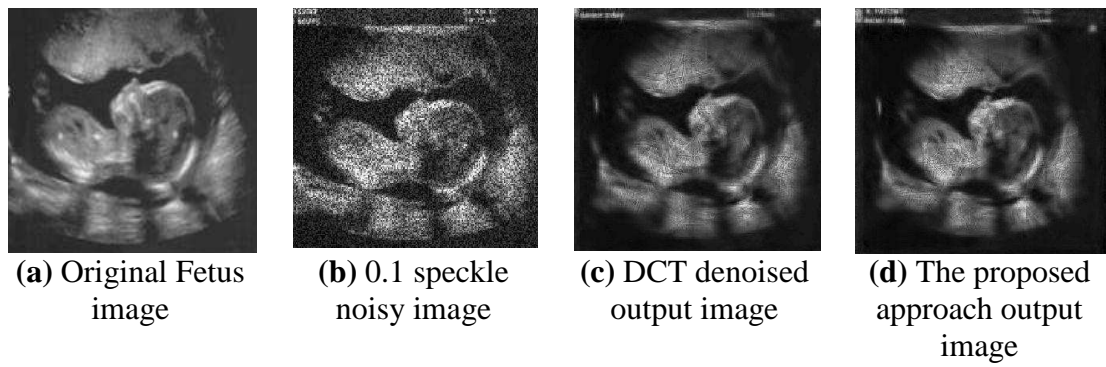 (a) Original Fetus
image
(b) 0.1 speckle
noisy image
(c) DCT denoised
output image
(d) The proposed
approach output
image